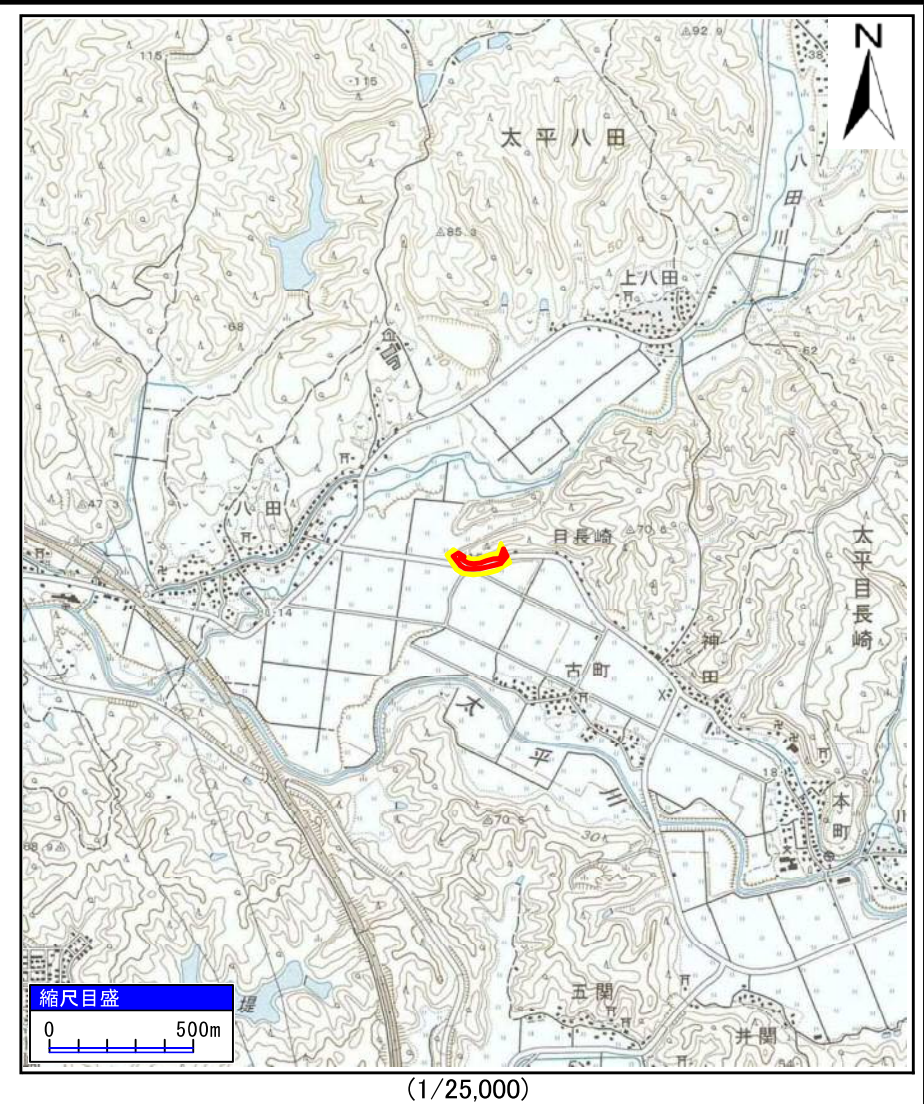 N
△92.9
38
115
・115
太平八田
八田川
△85.3
50
上八田
・68
・62
△47.3
八田
目長崎
△70.6
太平目長崎
・14
神田
古町
太平川
18
本町
△70.5
30
68.9△
五関
堤
井関
54
縮尺目盛
0 500m
(1/25,000)